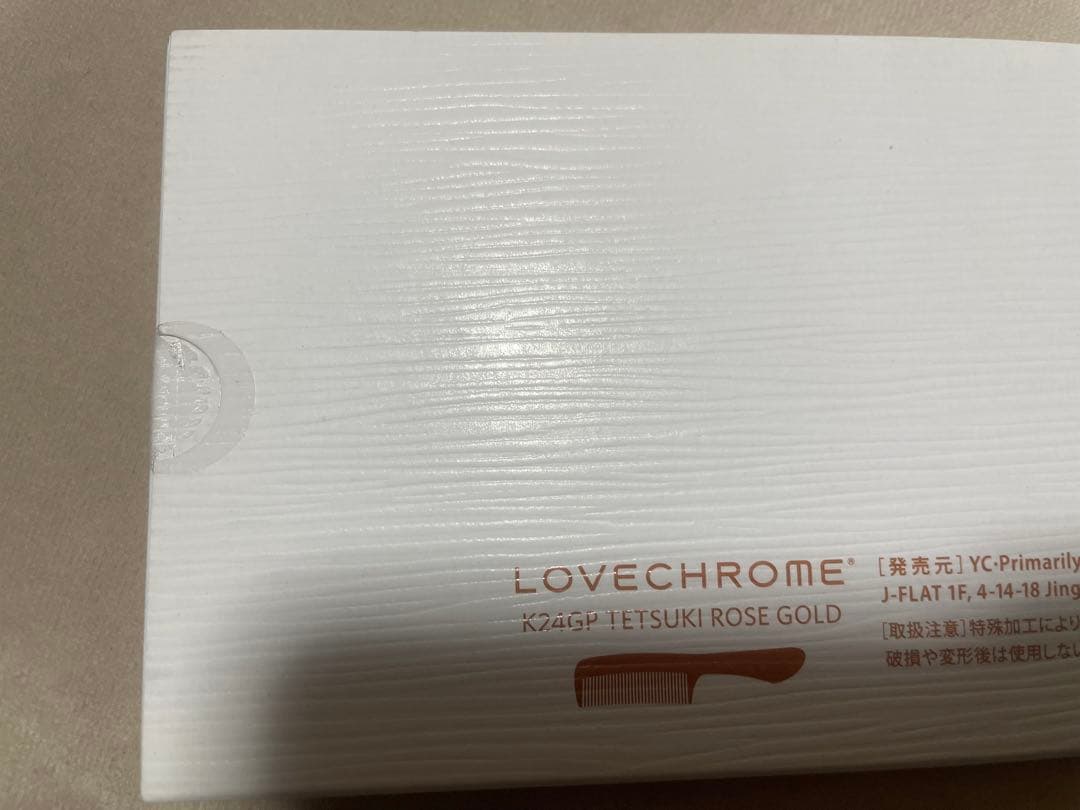 LOVECHROME®
K24GP TETSUKI ROSE GOLD
[発売元] YC·Primarily
J-FLAT 1F, 4-14-18 Jing
[取扱注意] 特殊加工により
破損や変形後は使用しない